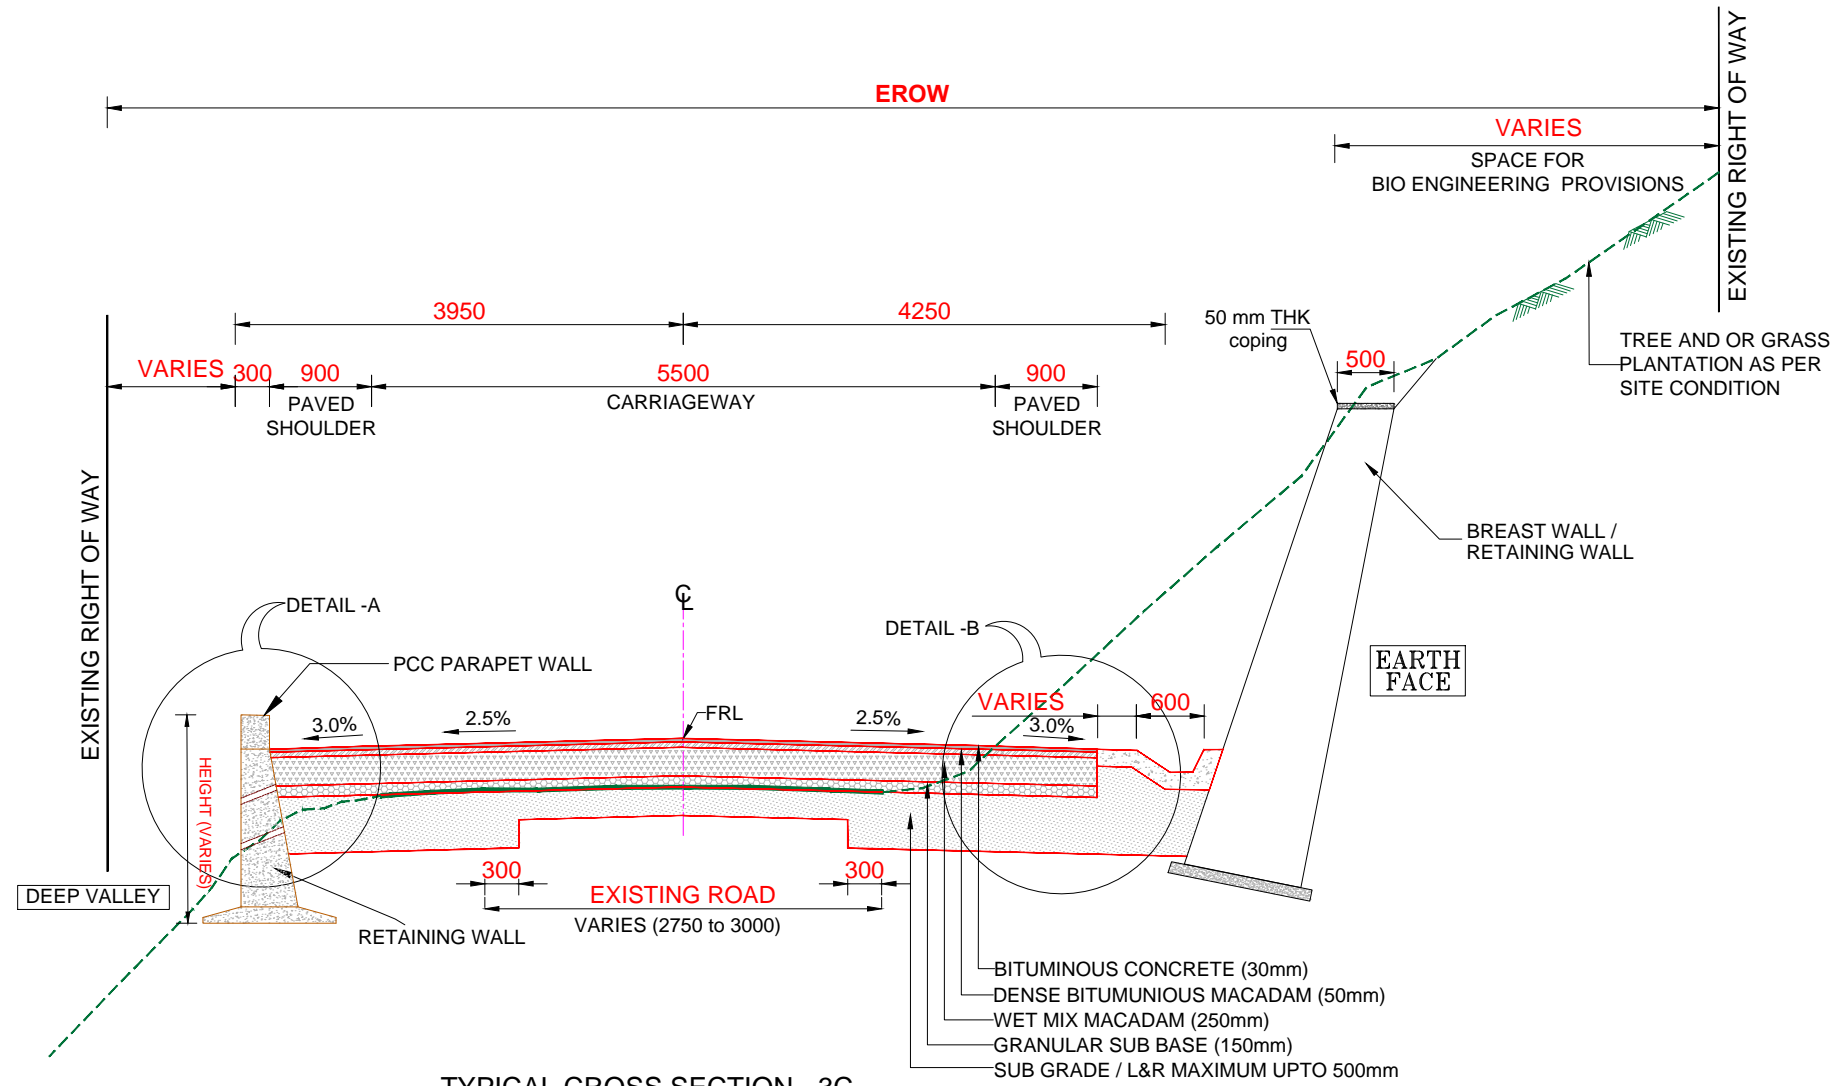 EROW
EXISTING RIGHT OF WAY
VARIES
SPACE FOR
BIO ENGINEERING PROVISIONS
3950
4250
50 mm THK
coping
TREE AND OR GRASS
PLANTATION AS PER
SITE CONDITION
VARIES
300
900
5500
900
500
PAVED
SHOULDER
CARRIAGEWAY
PAVED
SHOULDER
EXISTING RIGHT OF WAY
BREAST WALL /
RETAINING WALL
DETAIL -A
CL
DETAIL -B
PCC PARAPET WALL
EARTH
FACE
VARIES
600
FRL
3.0%
2.5%
2.5%
3.0%
HEIGHT (VARIES)
300
300
EXISTING ROAD
VARIES (2750 to 3000)
DEEP VALLEY
RETAINING WALL
BITUMINOUS CONCRETE (30mm)
DENSE BITUMUNIOUS MACADAM (50mm)
WET MIX MACADAM (250mm)
GRANULAR SUB BASE (150mm)
SUB GRADE / L&R MAXIMUM UPTO 500mm
TYPICAL CROSS SECTION - 3C